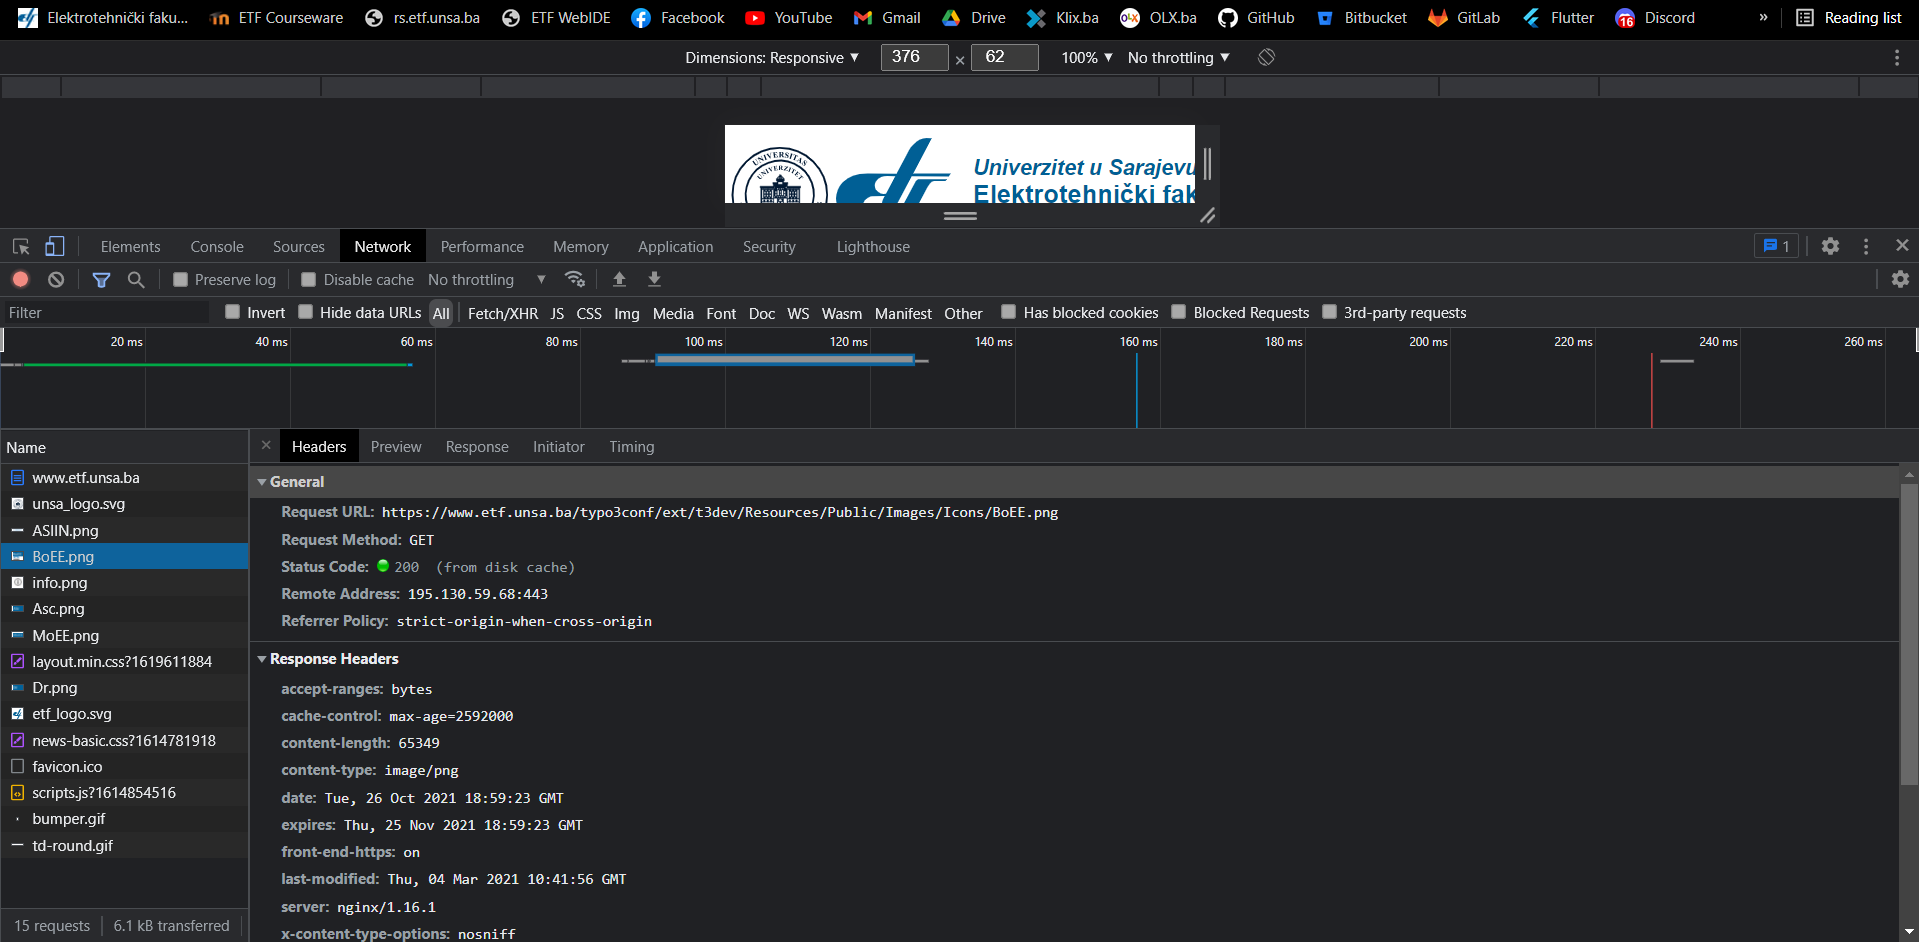 Elektrotehnički faku... ETF Courseware rs.etf.unsa.ba ETF WebIDE Facebook YouTube Gmail Drive Klix.ba OLX OLX.ba GitHub Bitbucket GitLab Flutter 16 Discord » Reading list
Dimensions: Responsive ▼ 376 × 62 100% ▼ No throttling ▼
UNIVERSITAS
UNIVERZITET
Univerzitet u Sarajevu
Elektrotehnički fak
Elements Console Sources Network Performance Memory Application Security Lighthouse 1
Preserve log Disable cache No throttling ▼
Filter Invert Hide data URLs All Fetch/XHR JS CSS Img Media Font Doc WS Wasm Manifest Other Has blocked cookies Blocked Requests 3rd-party requests
20 ms 40 ms 60 ms 80 ms 100 ms 120 ms 140 ms 160 ms 180 ms 200 ms 220 ms 240 ms 260 ms
Name × Headers Preview Response Initiator Timing
www.etf.unsa.ba
unsa_logo.svg
ASIIN.png
BoEE.png
info.png
Asc.png
MoEE.png
layout.min.css?1619611884
Dr.png
etf_logo.svg
news-basic.css?1614781918
favicon.ico
scripts.js?1614854516
bumper.gif
td-round.gif
15 requests 6.1 kB transferred
General
Request URL: https://www.etf.unsa.ba/typo3conf/ext/t3dev/Resources/Public/Images/Icons/BoEE.png
Request Method: GET
Status Code: 200 (from disk cache)
Remote Address: 195.130.59.68:443
Referrer Policy: strict-origin-when-cross-origin
Response Headers
accept-ranges: bytes
cache-control: max-age=2592000
content-length: 65349
content-type: image/png
date: Tue, 26 Oct 2021 18:59:23 GMT
expires: Thu, 25 Nov 2021 18:59:23 GMT
front-end-https: on
last-modified: Thu, 04 Mar 2021 10:41:56 GMT
server: nginx/1.16.1
x-content-type-options: nosniff